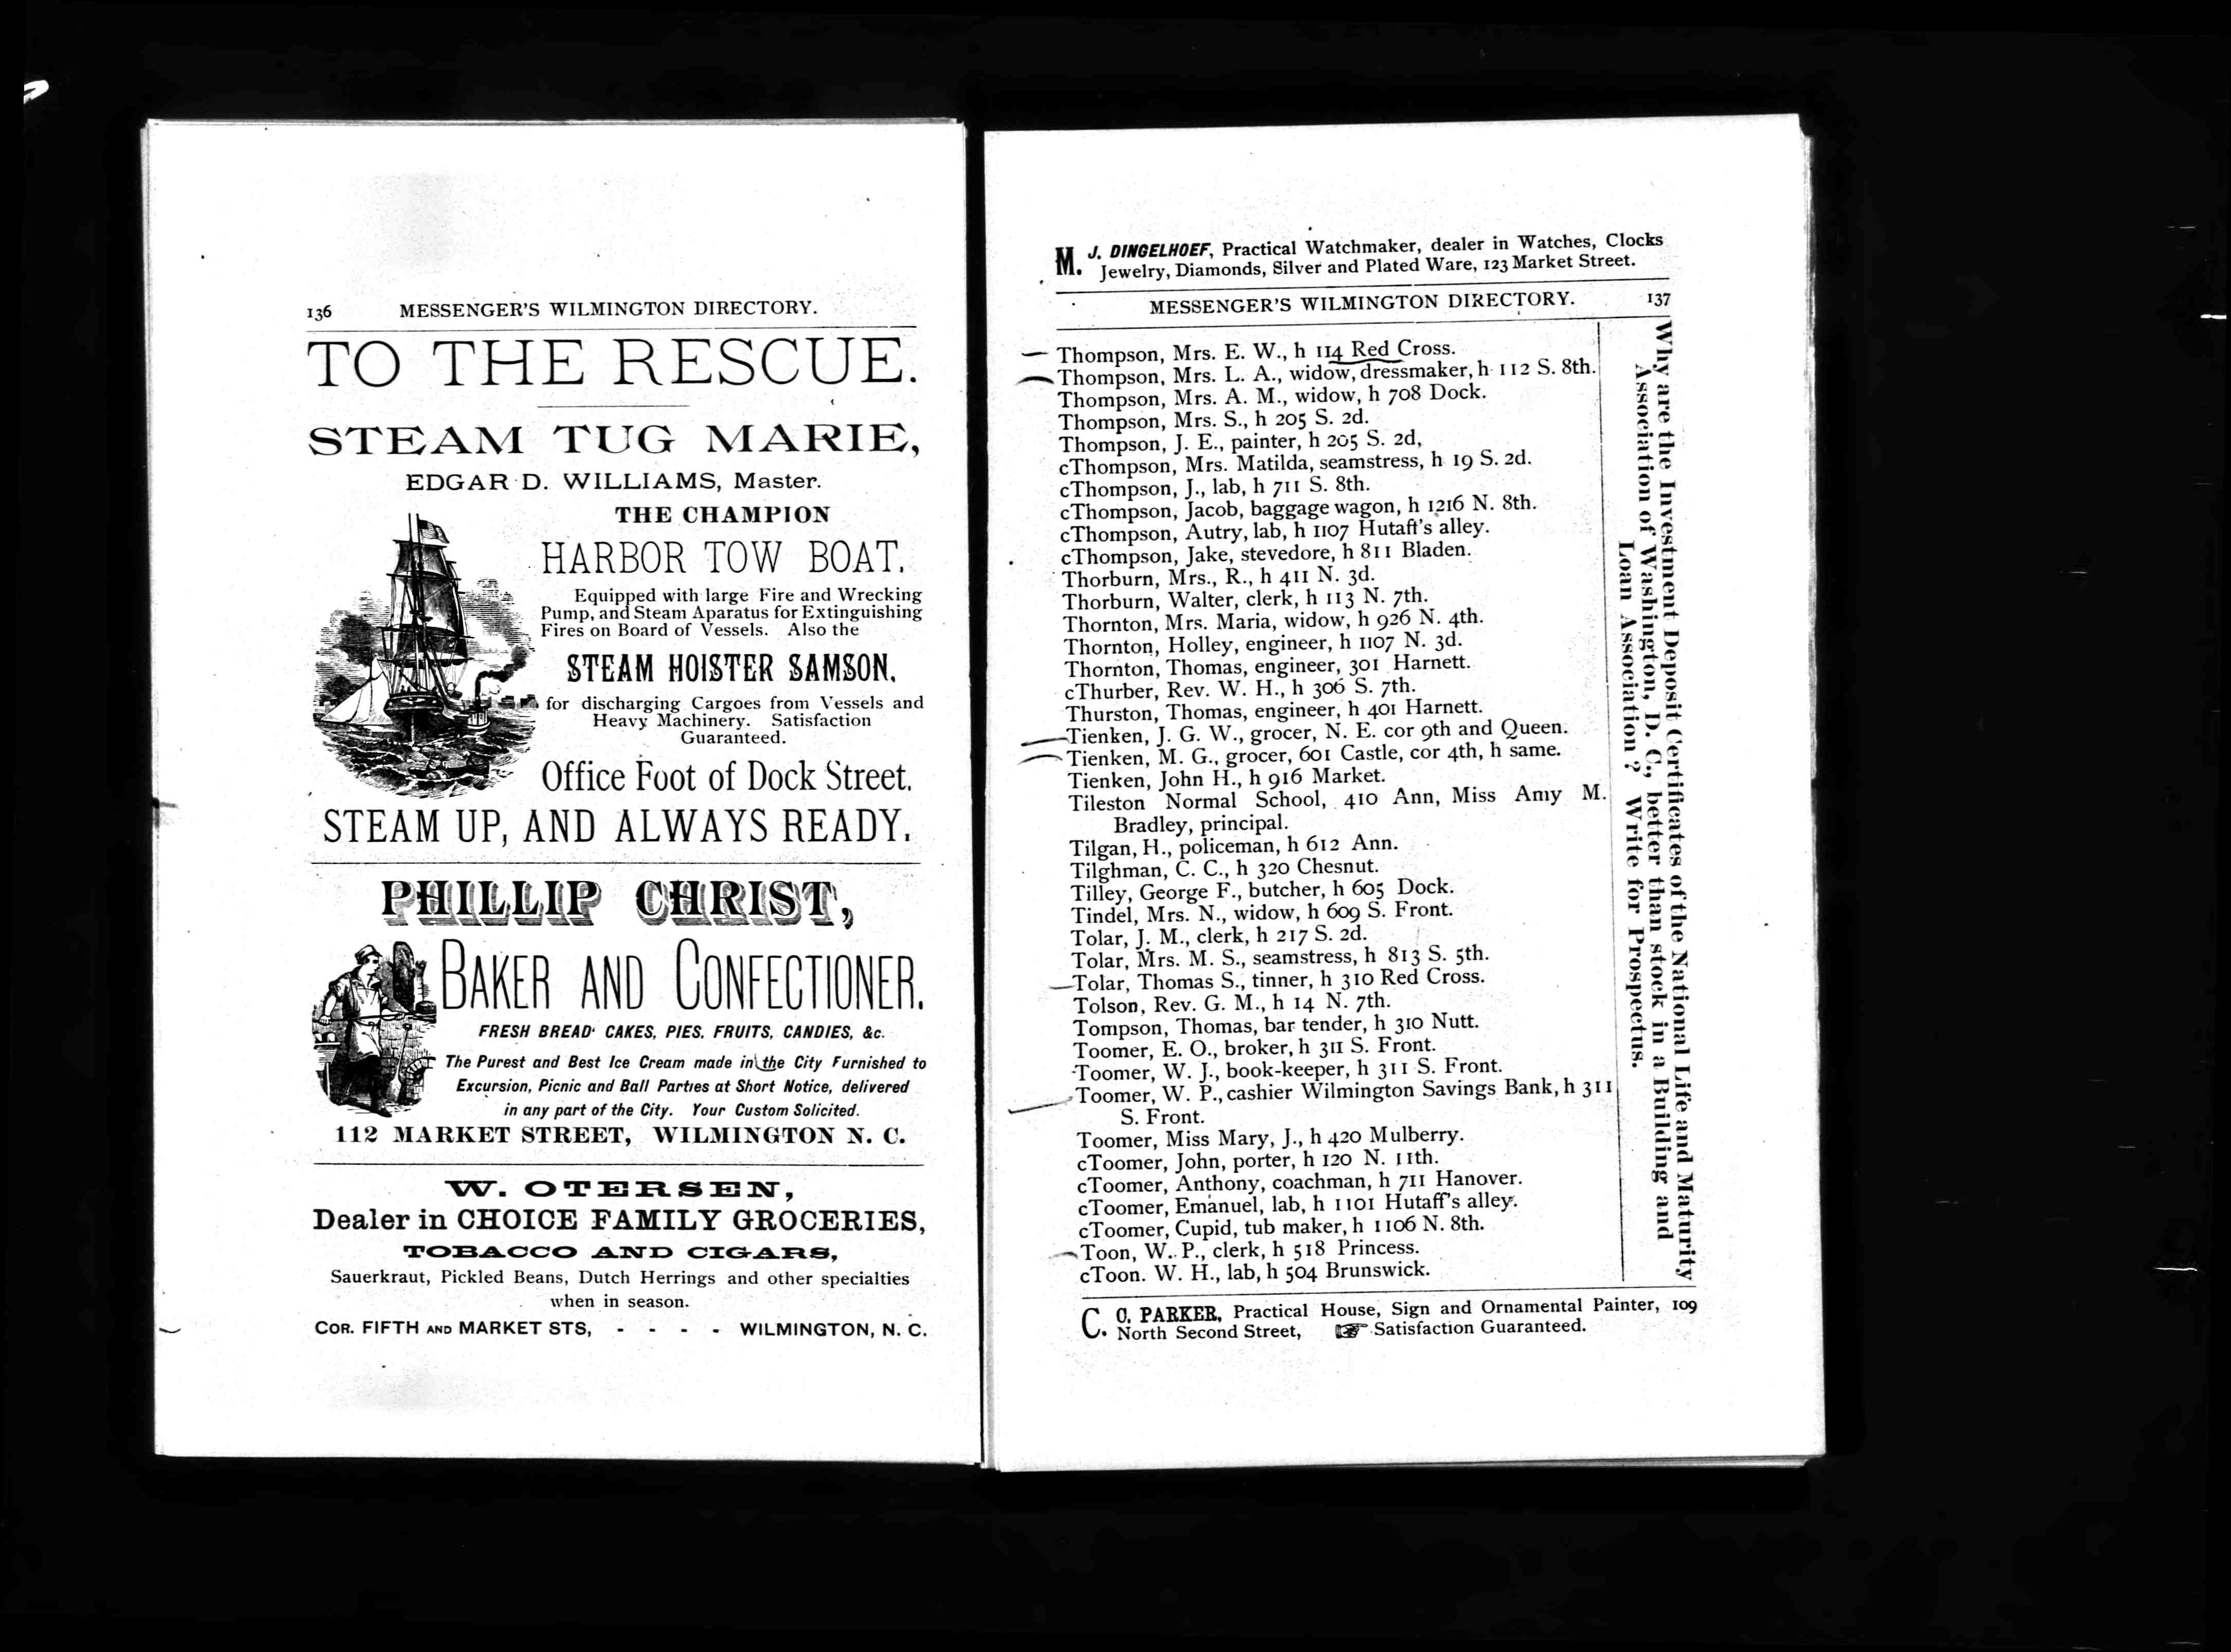 136 MESSENGER'S WILMINGTON DIRECTORY.
TO THE RESCUE.
STEAM TUG MARIE,
EDGAR D. WILLIAMS, Master.
THE CHAMPION
HARBOR TOW BOAT.
Equipped with large Fire and Wrecking
Pump, and Steam Aparatus for Extinguishing
Fires on Board of Vessels. Also the
STEAM HOISTER SAMSON.
for discharging Cargoes from Vessels and
Heavy Machinery. Satisfaction
Guaranteed.
Office Foot of Dock Street.
STEAM UP, AND ALWAYS READY.
PHILLIP CHRIST,
BAKER AND CONFECTIONER.
FRESH BREAD' CAKES, PIES, FRUITS, CANDIES, &c.
The Purest and Best Ice Cream made in the City Furnished to
Excursion, Picnic and Ball Parties at Short Notice, delivered
in any part of the City. Your Custom Solicited.
112 MARKET STREET, WILMINGTON N. C.
W. OTERSEN,
Dealer in CHOICE FAMILY GROCERIES,
TOBACCO AND CIGARS,
Sauerkraut, Pickled Beans, Dutch Herrings and other specialties
when in season.
COR. FIFTH AND MARKET STS, - - - - WILMINGTON, N. C.
M. J. DINGELHOEF, Practical Watchmaker, dealer in Watches, Clocks
Jewelry, Diamonds, Silver and Plated Ware, 123 Market Street.
MESSENGER'S WILMINGTON DIRECTORY. 137
Thompson, Mrs. E. W., h 114 Red Cross.
Thompson, Mrs. L. A., widow, dressmaker, h 112 S. 8th.
Thompson, Mrs. A. M., widow, h 708 Dock.
Thompson, Mrs. S., h 205 S. 2d.
Thompson, J. E., painter, h 205 S. 2d,
cThompson, Mrs. Matilda, seamstress, h 19 S. 2d.
cThompson, J., lab, h 711 S. 8th.
cThompson, Jacob, baggage wagon, h 1216 N. 8th.
cThompson, Autry, lab, h 1107 Hutaff's alley.
cThompson, Jake, stevedore, h 811 Bladen.
Thorburn, Mrs., R., h 411 N. 3d.
Thorburn, Walter, clerk, h 113 N. 7th.
Thornton, Mrs. Maria, widow, h 926 N. 4th.
Thornton, Holley, engineer, h 1107 N. 3d.
Thornton, Thomas, engineer, 301 Harnett.
cThurber, Rev. W. H., h 306 S. 7th.
Thurston, Thomas, engineer, h 401 Harnett.
Tienken, J. G. W., grocer, N. E. cor 9th and Queen.
Tienken, M. G., grocer, 601 Castle, cor 4th, h same.
Tienken, John H., h 916 Market.
Tileston Normal School, 410 Ann, Miss Amy M.
Bradley, principal.
Tilgan, H., policeman, h 612 Ann.
Tilghman, C. C., h 320 Chesnut.
Tilley, George F., butcher, h 605 Dock.
Tindel, Mrs. N., widow, h 609 S. Front.
Tolar, J. M., clerk, h 217 S. 2d.
Tolar, Mrs. M. S., seamstress, h 813 S. 5th.
Tolar, Thomas S., tinner, h 310 Red Cross.
Tolson, Rev. G. M., h 14 N. 7th.
Tompson, Thomas, bar tender, h 310 Nutt.
Toomer, E. O., broker, h 311 S. Front.
Toomer, W. J., book-keeper, h 311 S. Front.
Toomer, W. P., cashier Wilmington Savings Bank, h 311
S. Front.
Toomer, Miss Mary, J., h 420 Mulberry.
cToomer, John, porter, h 120 N. 11th.
cToomer, Anthony, coachman, h 711 Hanover.
cToomer, Emanuel, lab, h 1101 Hutaff's alley.
cToomer, Cupid, tub maker, h 1106 N. 8th.
Toon, W. P., clerk, h 518 Princess.
cToon. W. H., lab, h 504 Brunswick.
Why are the Investment Deposit Certificates of the National Life and Maturity
Association of Washington, D. C., better than stock in a Building and
Loan Association? Write for Prospectus.
C. O. PARKER, Practical House, Sign and Ornamental Painter, 109
North Second Street, ☞ Satisfaction Guaranteed.